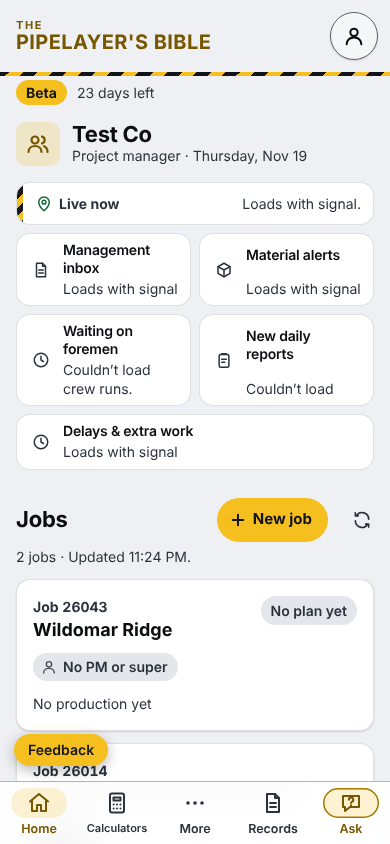 THE
PIPELAYER'S BIBLE
Beta 23 days left
Test Co
Project manager · Thursday, Nov 19
Live now Loads with signal.
Management
inbox
Loads with signal
Material alerts
Loads with signal
Waiting on
foremen
Couldn't load
crew runs.
New daily
reports
Couldn't load
Delays & extra work
Loads with signal
Jobs
+ New job
2 jobs · Updated 11:24 PM.
Job 26043
No plan yet
Wildomar Ridge
No PM or super
No production yet
Feedback
Job 26014
Home Calculators More Records Ask